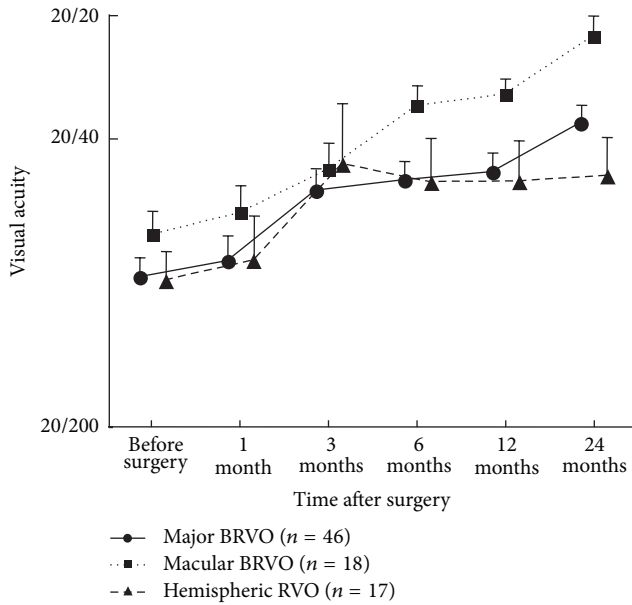 20/20
20/40
20/200
Visual acuity
Before surgery
1 month
3 months
6 months
12 months
24 months
Time after surgery
Major BRVO (n = 46)
Macular BRVO (n = 18)
Hemispheric RVO (n = 17)